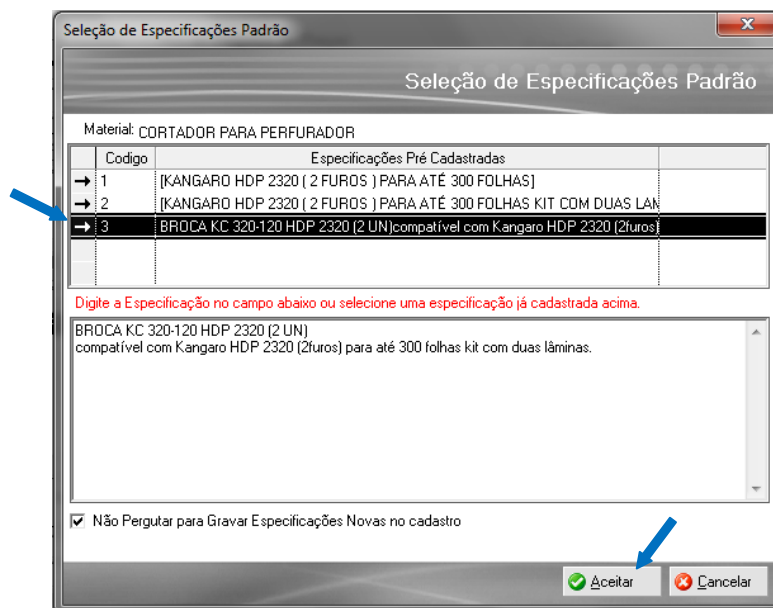 Seleção de Especificações Padrão
X
Seleção de Especificações Padrão
Material: CORTADOR PARA PERFURADOR
Codigo Especificações Pré Cadastradas
1 [KANGARO HDP 2320 ( 2 FUROS ) PARA ATÉ 300 FOLHAS]
2 [KANGARO HDP 2320 ( 2 FUROS ) PARA ATÉ 300 FOLHAS KIT COM DUAS LAM
3 BROCA KC 320-120 HDP 2320 (2 UN)compatível com Kangaro HDP 2320 (2furos)
Digite a Especificação no campo abaixo ou selecione uma especificação já cadastrada acima.
BROCA KC 320-120 HDP 2320 (2 UN)
compatível com Kangaro HDP 2320 (2furos) para até 300 folhas kit com duas lâminas.
Não Pergutar para Gravar Especificações Novas no cadastro
Aceitar Cancelar